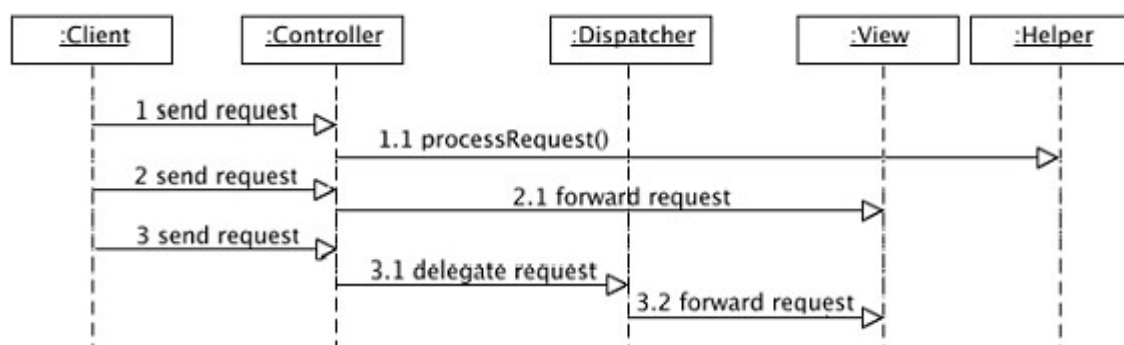 :Client
:Controller
:Dispatcher
:View
:Helper
1 send request
1.1 processRequest()
2 send request
2.1 forward request
3 send request
3.1 delegate request
3.2 forward request